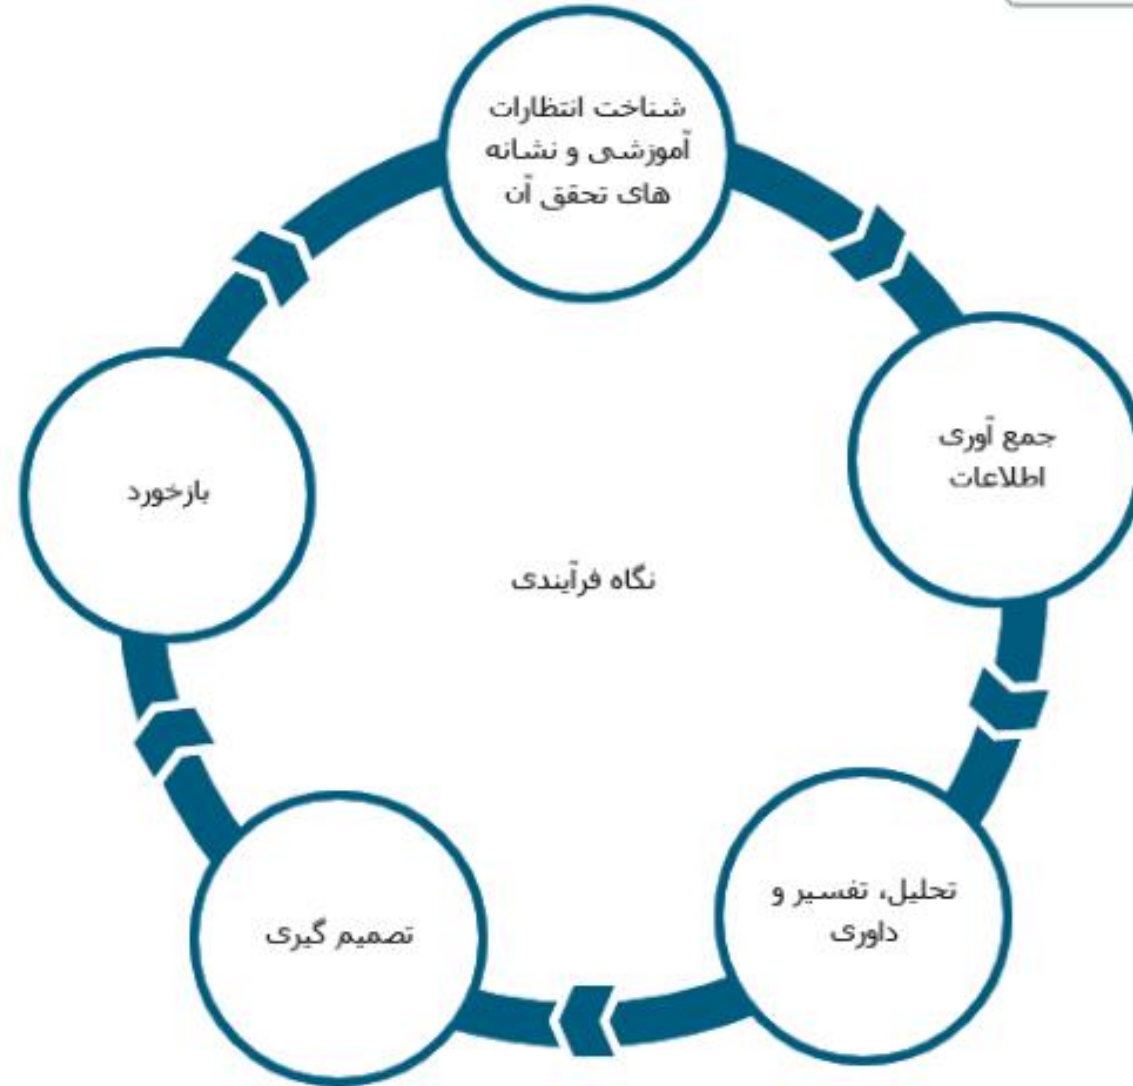 شناخت انتظارات
آموزشی و نشانه
های تحقق آن
جمع آوری
اطلاعات
تحلیل، تفسیر و
داوری
تصمیم گیری
بازخورد
نگاه فرآیندی